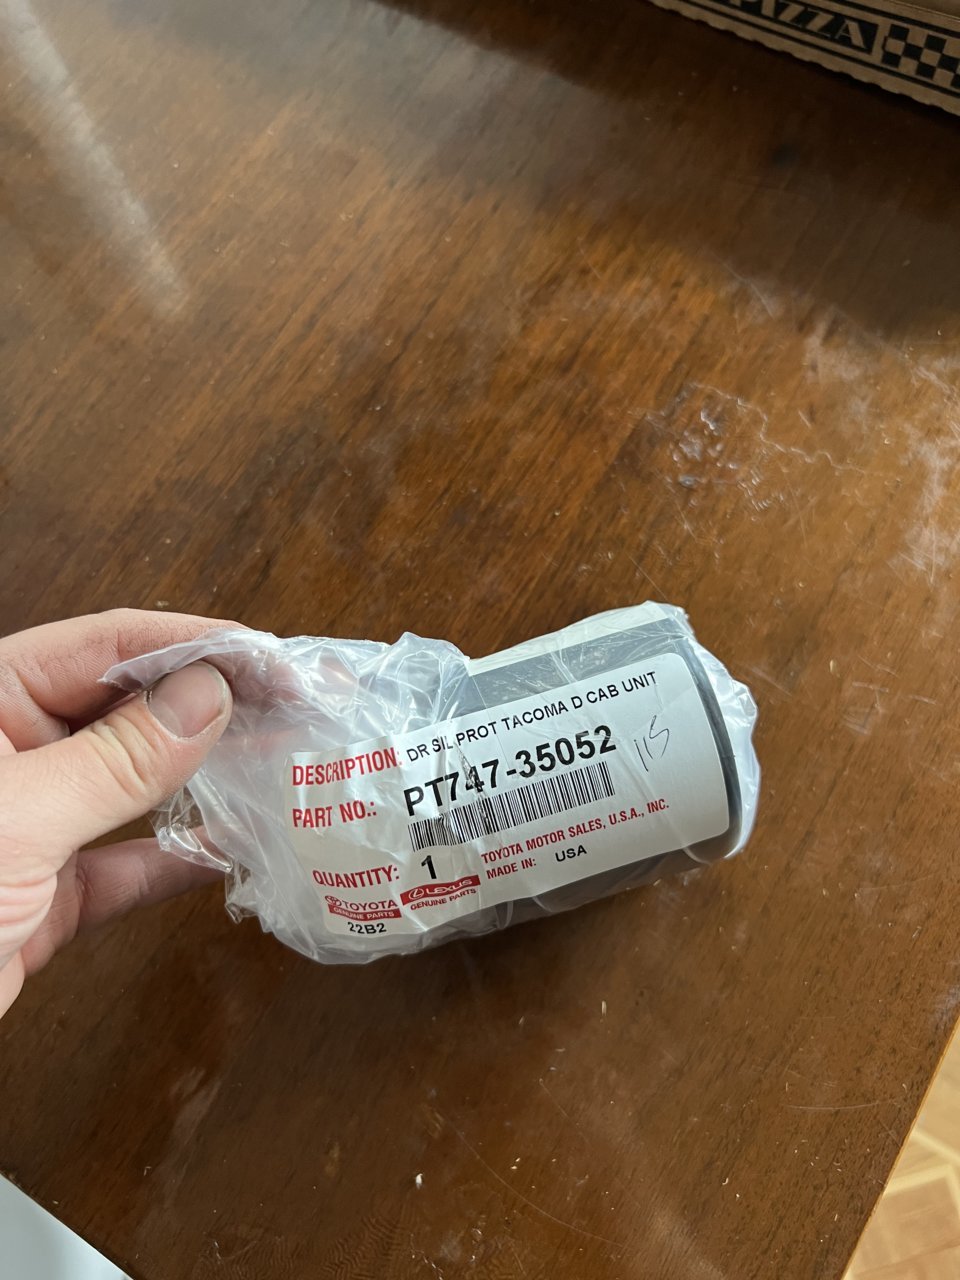 PIZZA
DESCRIPTION: DR SIL PROT TACOMA D CAB UNIT
PART NO.: PT747-35052
115
QUANTITY: 1
TOYOTA MOTOR SALES, U.S.A., INC.
MADE IN: USA
TOYOTA
GENUINE PARTS
LEXUS
GENUINE PARTS
22B2